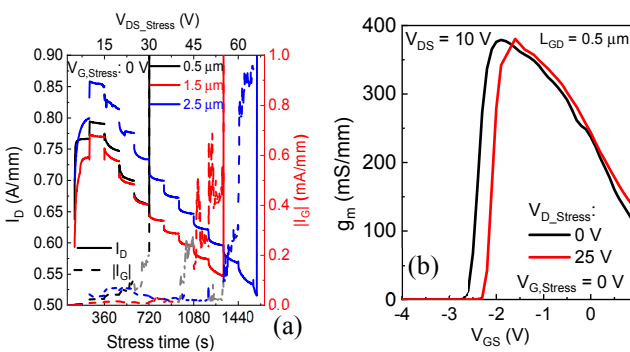 V_DS_Stress (V)
15 30 45 60
0.90
0.85
0.80
0.75
0.70
0.65
0.60
0.55
0.50
I_D (A/mm)
V_G,Stress: 0 V
0.5 μm
1.5 μm
2.5 μm
I_D
|I_G|
1.0
0.8
0.6
0.4
0.2
0.0
|I_G| (mA/mm)
360 720 1080 1440
Stress time (s)
(a)
400
300
200
100
0
g_m (mS/mm)
V_DS = 10 V
L_GD = 0.5 μm
V_D_Stress:
0 V
25 V
V_G,Stress = 0 V
(b)
-4 -3 -2 -1 0
V_GS (V)